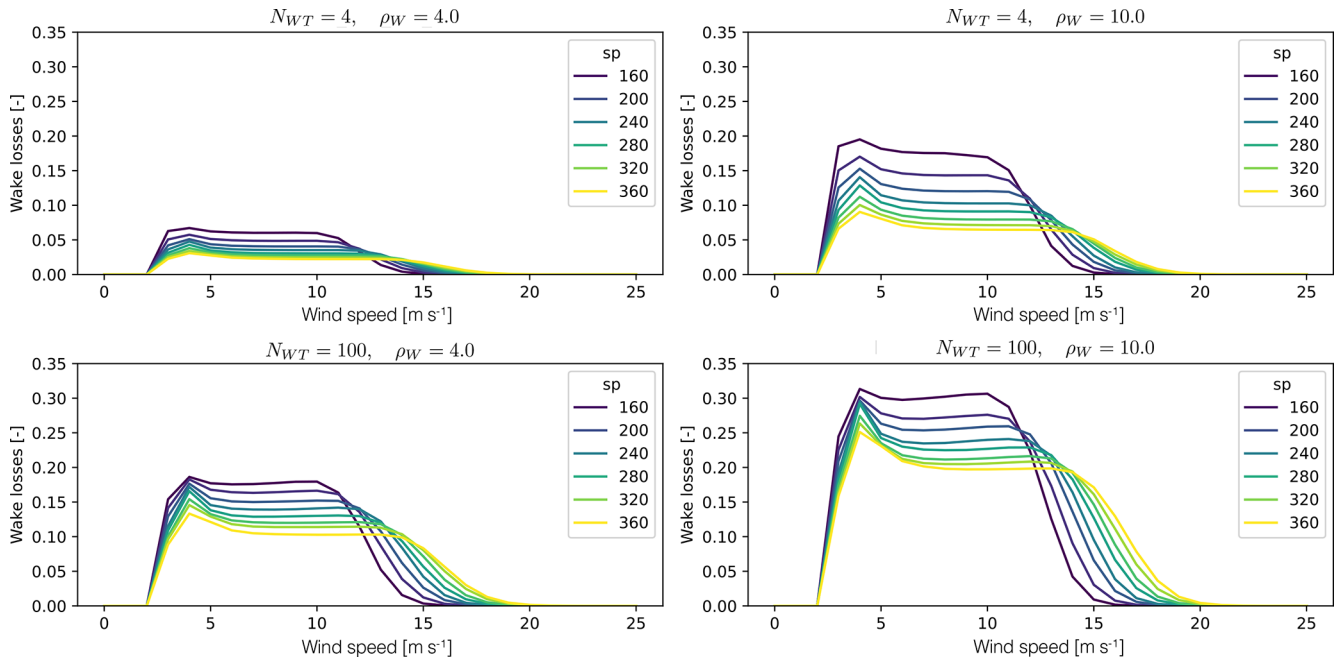 N_WT = 4, ρ_W = 4.0
0.35
0.30
0.25
0.20
0.15
0.10
0.05
0.00
Wake losses [-]
sp
160
200
240
280
320
360
0 5 10 15 20 25
Wind speed [m s⁻¹]
N_WT = 4, ρ_W = 10.0
0.35
0.30
0.25
0.20
0.15
0.10
0.05
0.00
Wake losses [-]
sp
160
200
240
280
320
360
0 5 10 15 20 25
Wind speed [m s⁻¹]
N_WT = 100, ρ_W = 4.0
0.35
0.30
0.25
0.20
0.15
0.10
0.05
0.00
Wake losses [-]
sp
160
200
240
280
320
360
0 5 10 15 20 25
Wind speed [m s⁻¹]
N_WT = 100, ρ_W = 10.0
0.35
0.30
0.25
0.20
0.15
0.10
0.05
0.00
Wake losses [-]
sp
160
200
240
280
320
360
0 5 10 15 20 25
Wind speed [m s⁻¹]